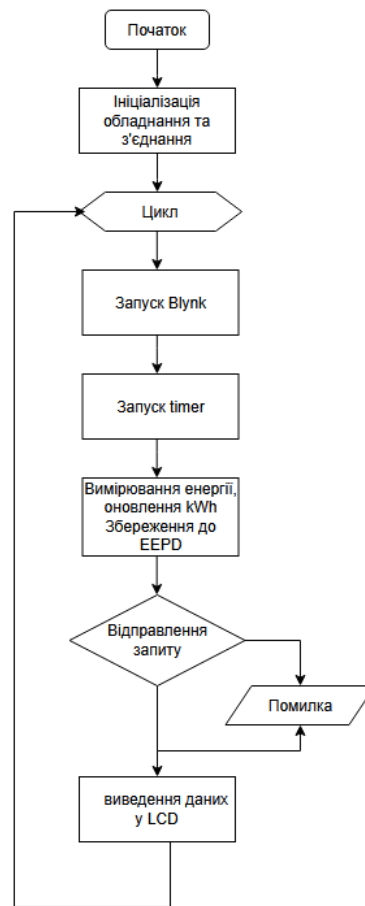 Початок
Ініціалізація
обладнання та
з'єднання
Цикл
Запуск Blynk
Запуск timer
Вимірювання енергії,
оновлення kWh
Збереження до
EEPD
Відправлення
запиту
Помилка
виведення даних
у LCD